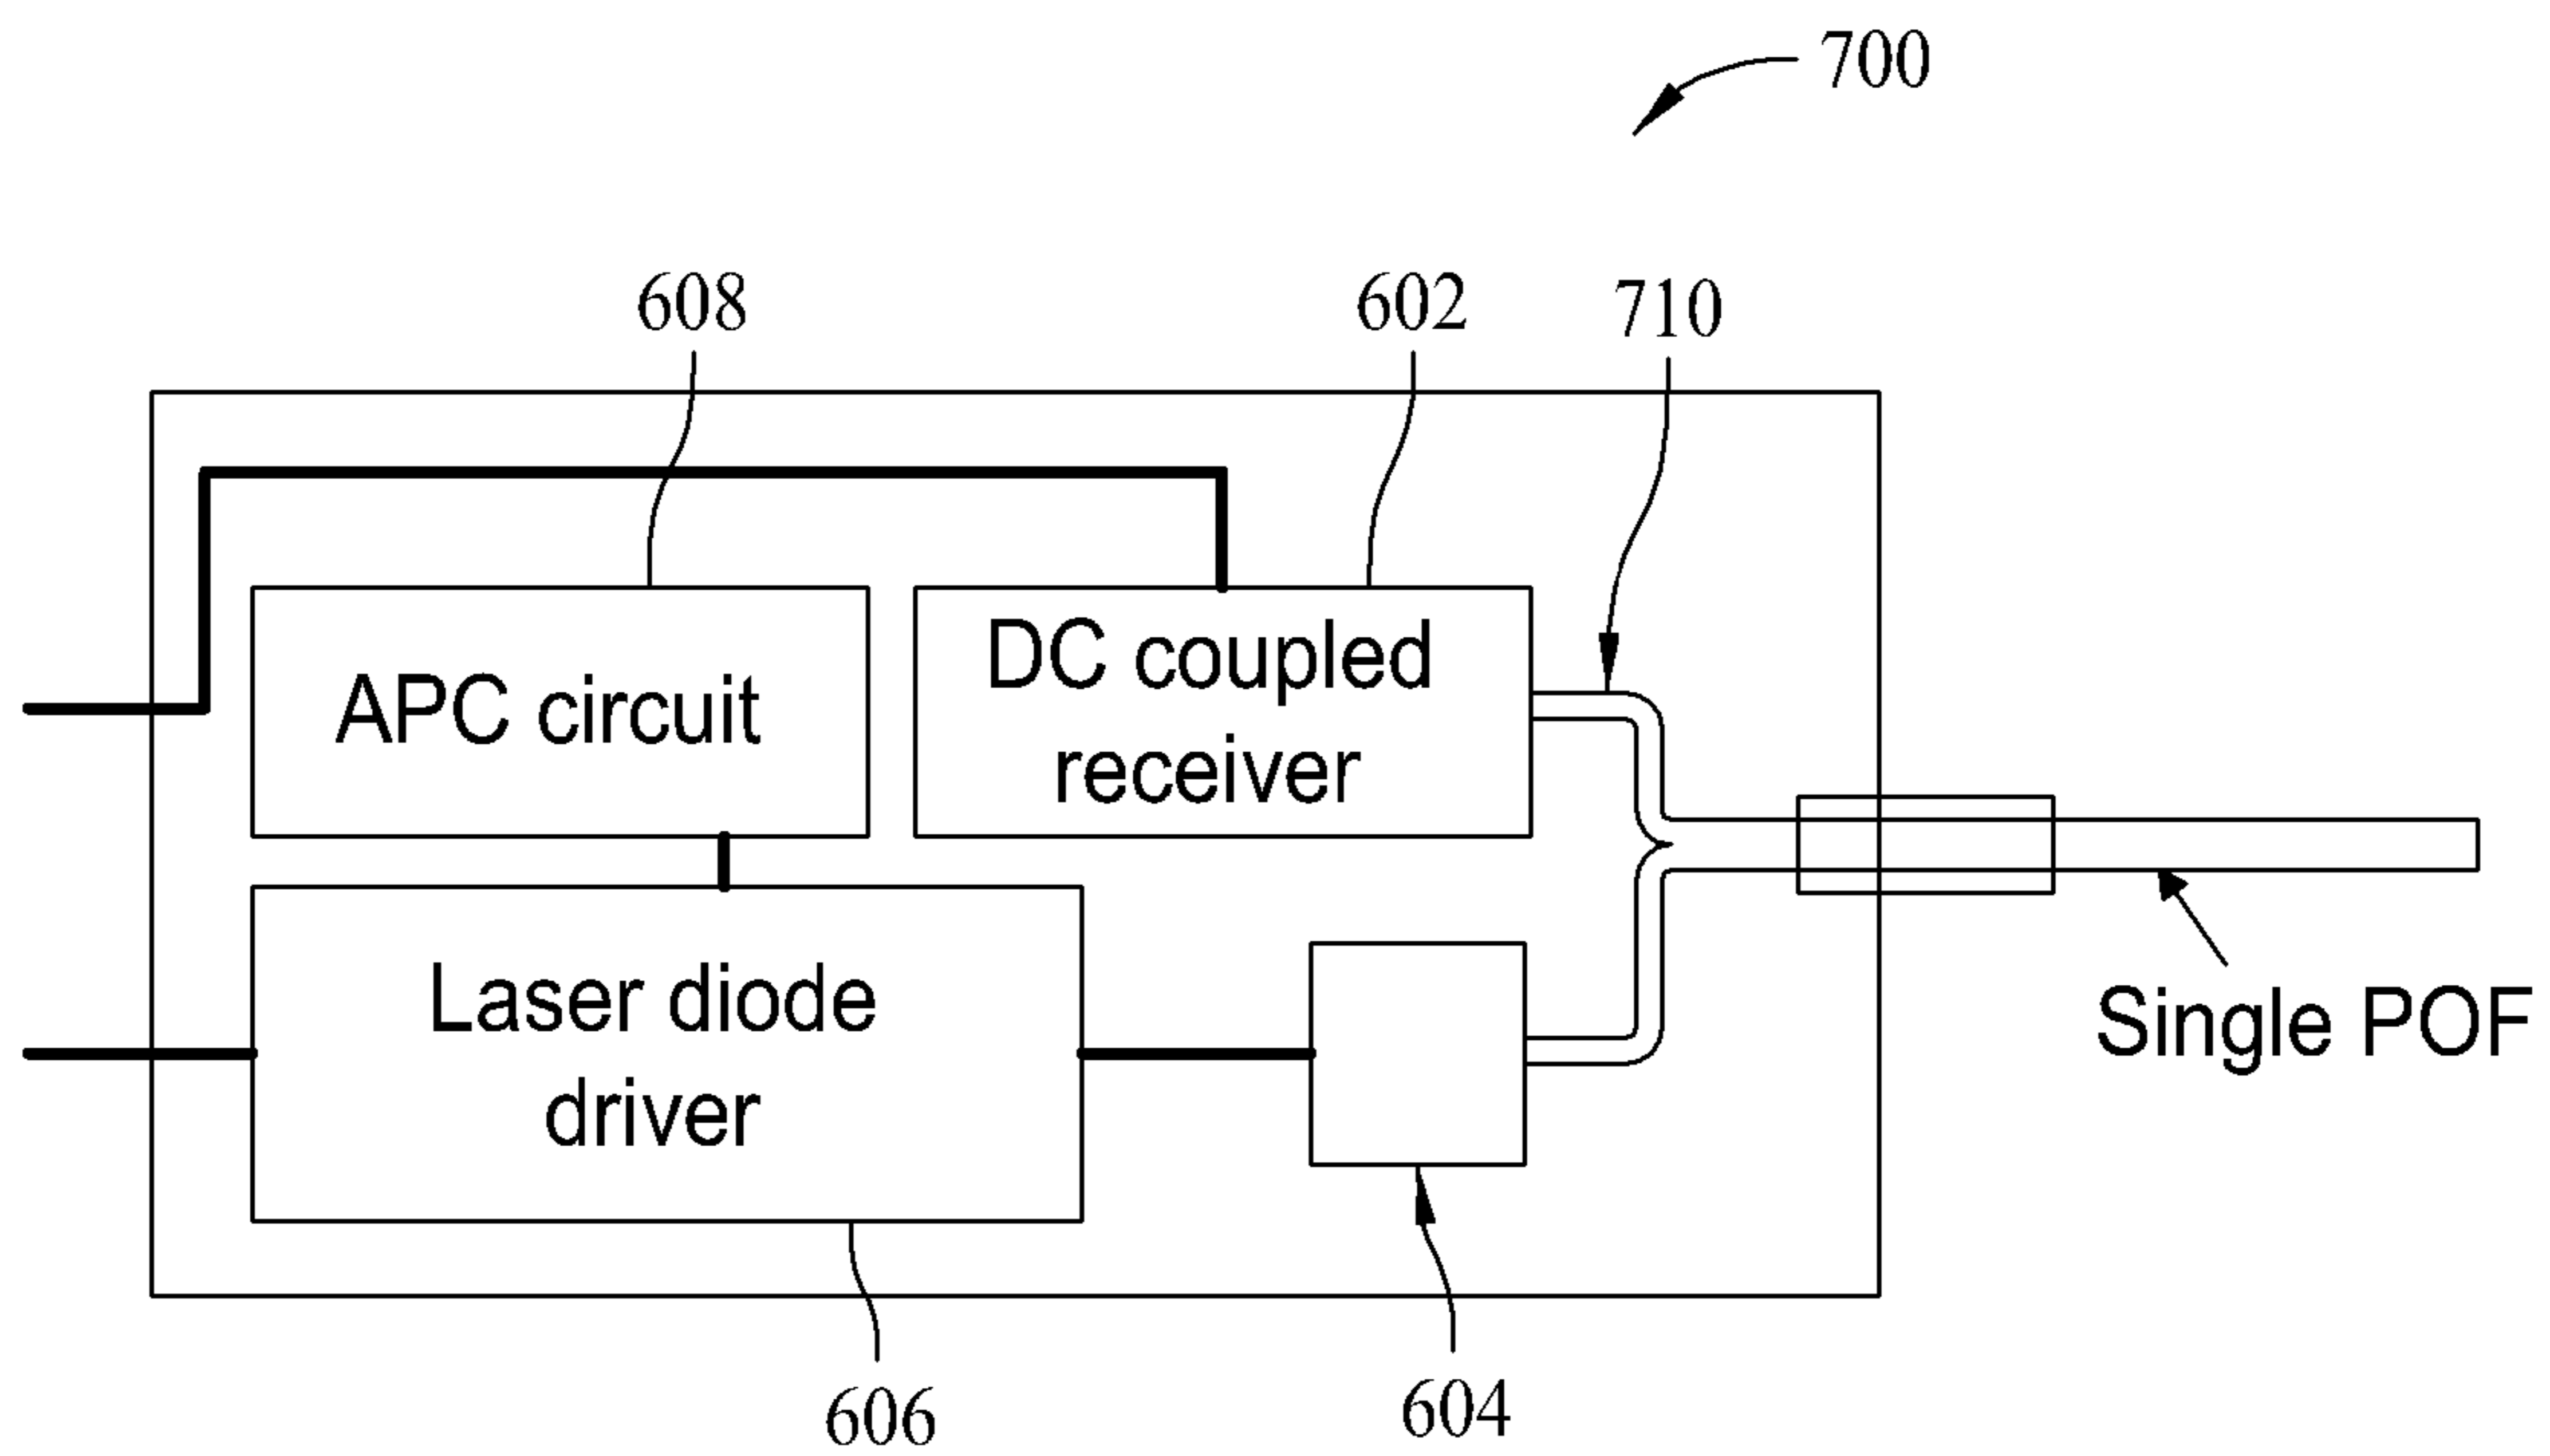 700
608
602
710
APC circuit
DC coupled
receiver
Laser diode
driver
Single POF
606
604